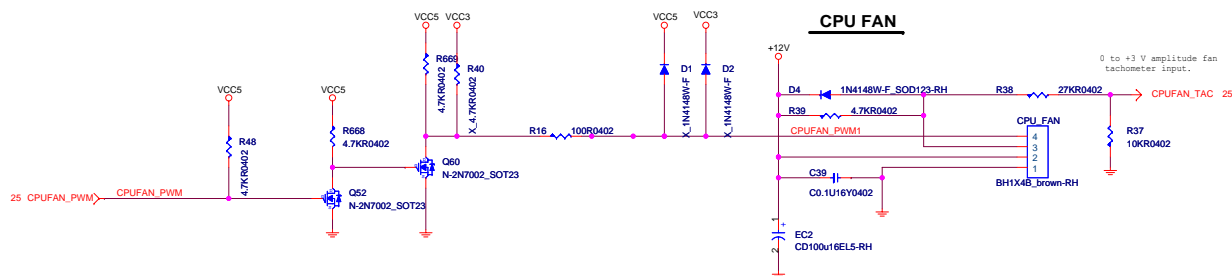 CPU FAN
VCC5
VCC3
VCC5
VCC3
+12V
0 to +3 V amplitude fan
tachometer input.
R669
4.7KR0402
R40
X_4.7KR0402
D1
X_1N4148W-F
D2
X_1N4148W-F
D4
1N4148W-F_SOD123-RH
R38
27KR0402
CPUFAN_TAC 25
VCC5
VCC5
R39
4.7KR0402
R48
4.7KR0402
R668
4.7KR0402
R16
100R0402
CPUFAN_PWM1
CPU_FAN
4
3
2
1
BH1X4B_brown-RH
R37
10KR0402
Q60
N-2N7002_SOT23
C39
C0.1U16Y0402
25 CPUFAN_PWM
CPUFAN_PWM
Q52
N-2N7002_SOT23
1
+
2
EC2
CD100u16EL5-RH